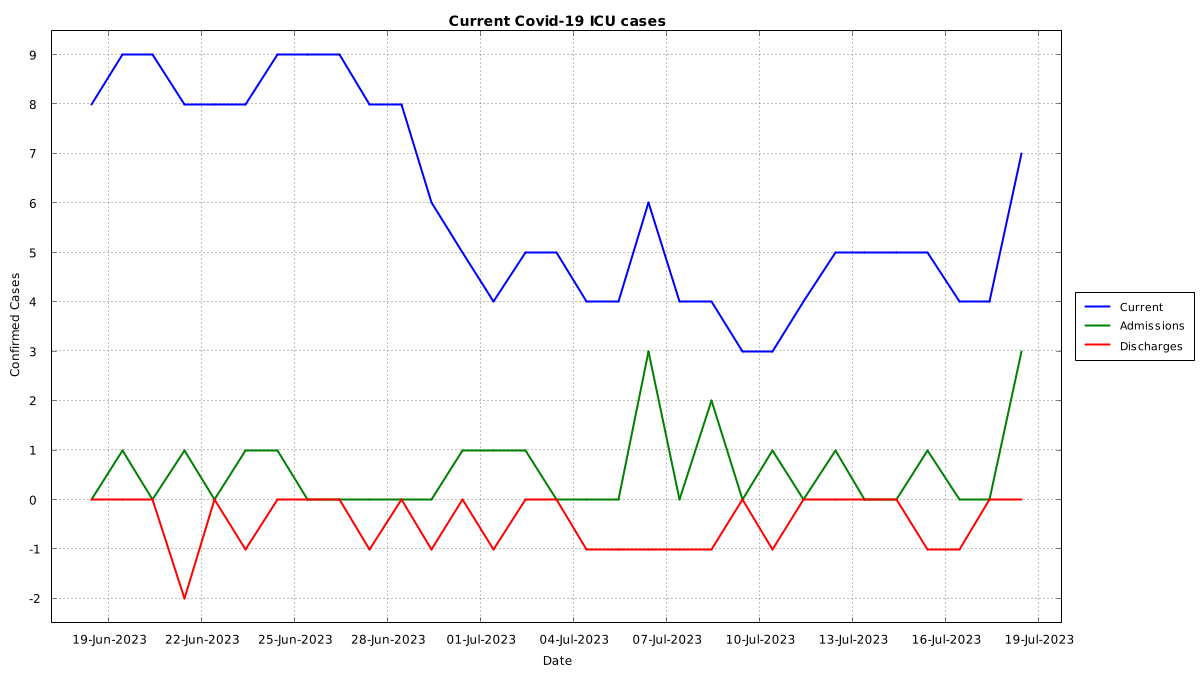 Current Covid-19 ICU cases
9
8
7
6
5
4
3
2
1
0
-1
-2
Confirmed Cases
19-Jun-2023 22-Jun-2023 25-Jun-2023 28-Jun-2023 01-Jul-2023 04-Jul-2023 07-Jul-2023 10-Jul-2023 13-Jul-2023 16-Jul-2023 19-Jul-2023
Date
Current
Admissions
Discharges